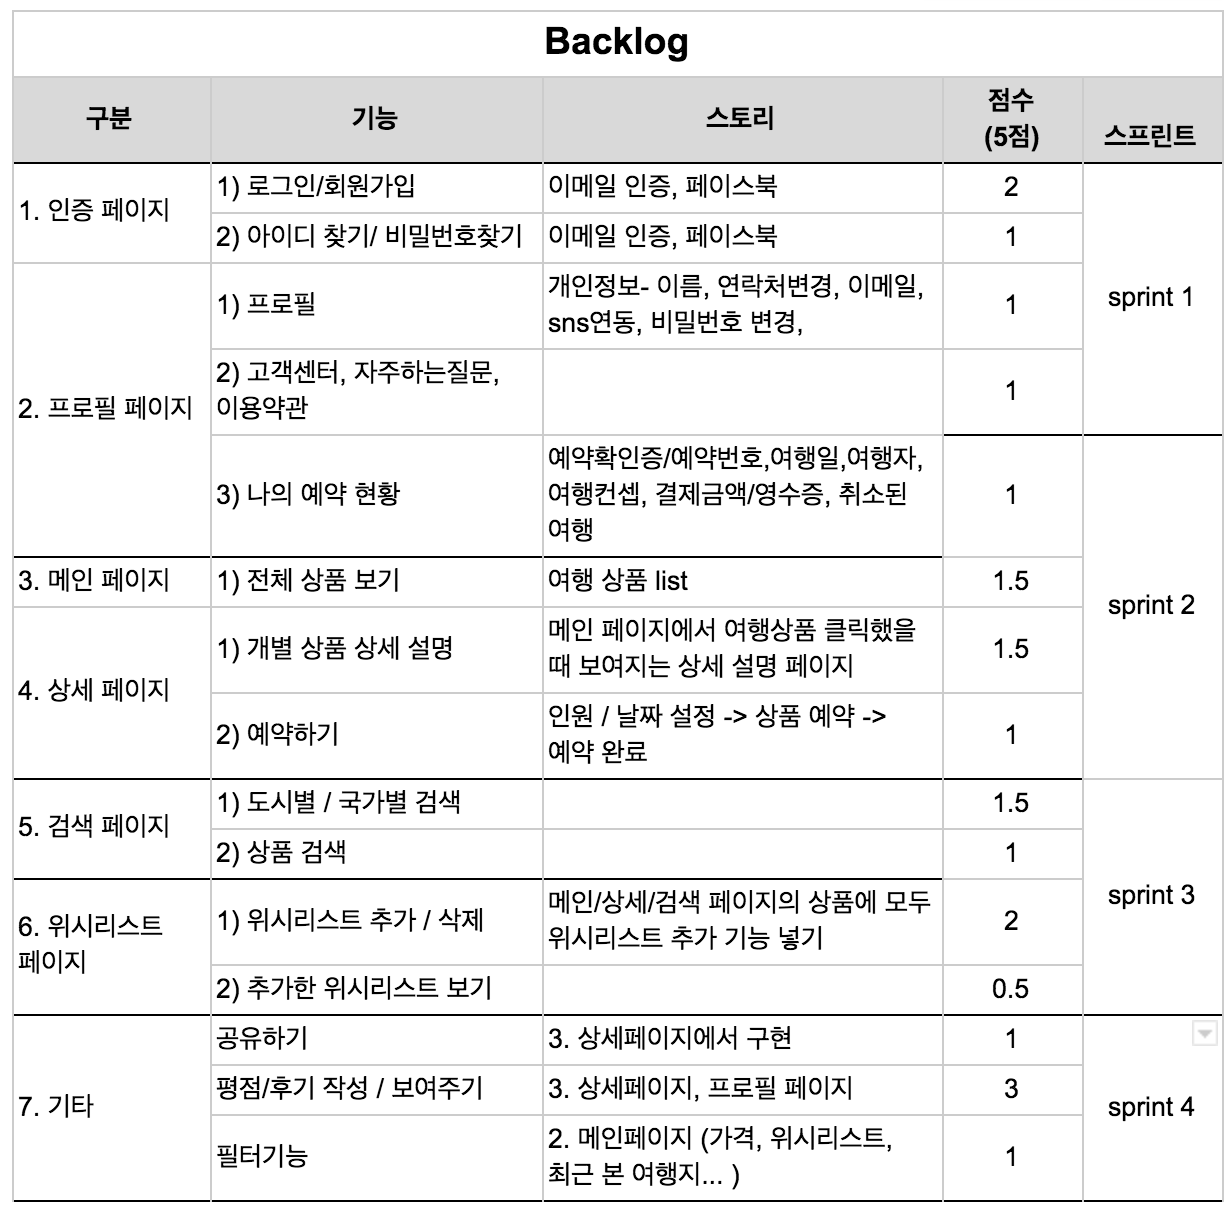 Backlog
구분
기능
스토리
점수
(5점)
스프린트
1. 인증 페이지
1) 로그인/회원가입
이메일 인증, 페이스북
2
sprint 1
2) 아이디 찾기/ 비밀번호찾기
이메일 인증, 페이스북
1
2. 프로필 페이지
1) 프로필
개인정보- 이름, 연락처변경, 이메일,
sns연동, 비밀번호 변경,
1
2) 고객센터, 자주하는질문,
이용약관
1
3) 나의 예약 현황
예약확인증/예약번호,여행일,여행자,
여행컨셉, 결제금액/영수증, 취소된
여행
1
sprint 2
3. 메인 페이지
1) 전체 상품 보기
여행 상품 list
1.5
4. 상세 페이지
1) 개별 상품 상세 설명
메인 페이지에서 여행상품 클릭했을
때 보여지는 상세 설명 페이지
1.5
2) 예약하기
인원 / 날짜 설정 -> 상품 예약 ->
예약 완료
1
5. 검색 페이지
1) 도시별 / 국가별 검색
1.5
sprint 3
2) 상품 검색
1
6. 위시리스트
페이지
1) 위시리스트 추가 / 삭제
메인/상세/검색 페이지의 상품에 모두
위시리스트 추가 기능 넣기
2
2) 추가한 위시리스트 보기
0.5
7. 기타
공유하기
3. 상세페이지에서 구현
1
sprint 4
평점/후기 작성 / 보여주기
3. 상세페이지, 프로필 페이지
3
필터기능
2. 메인페이지 (가격, 위시리스트,
최근 본 여행지... )
1